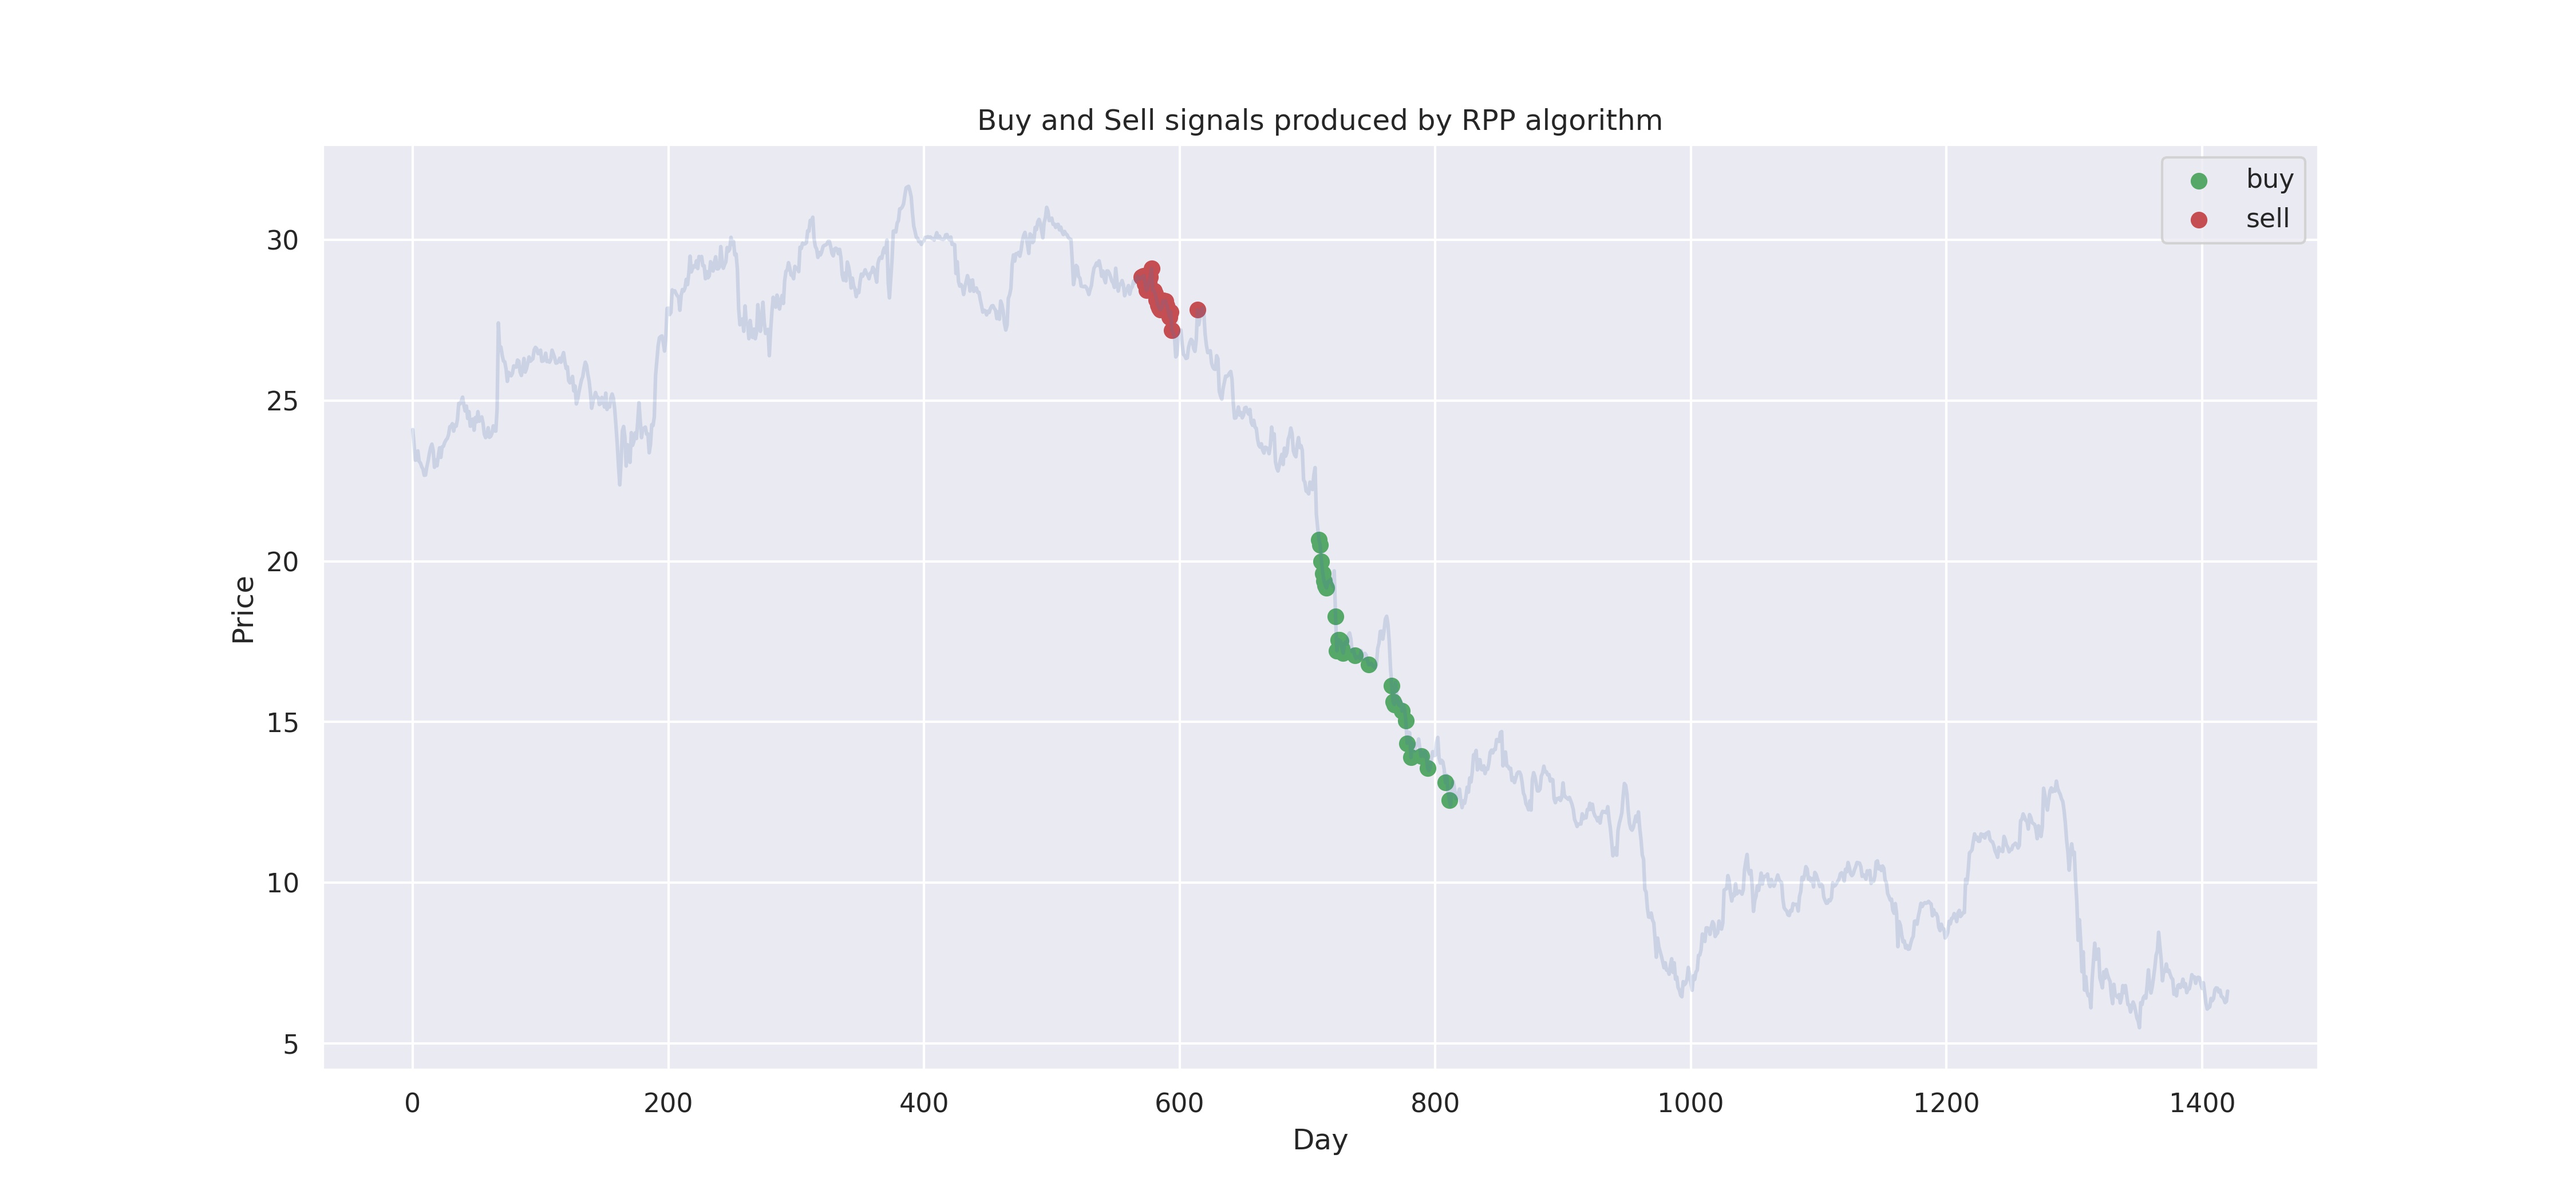 Buy and Sell signals produced by RPP algorithm
buy
sell
30
25
20
15
10
5
Price
0 200 400 600 800 1000 1200 1400
Day